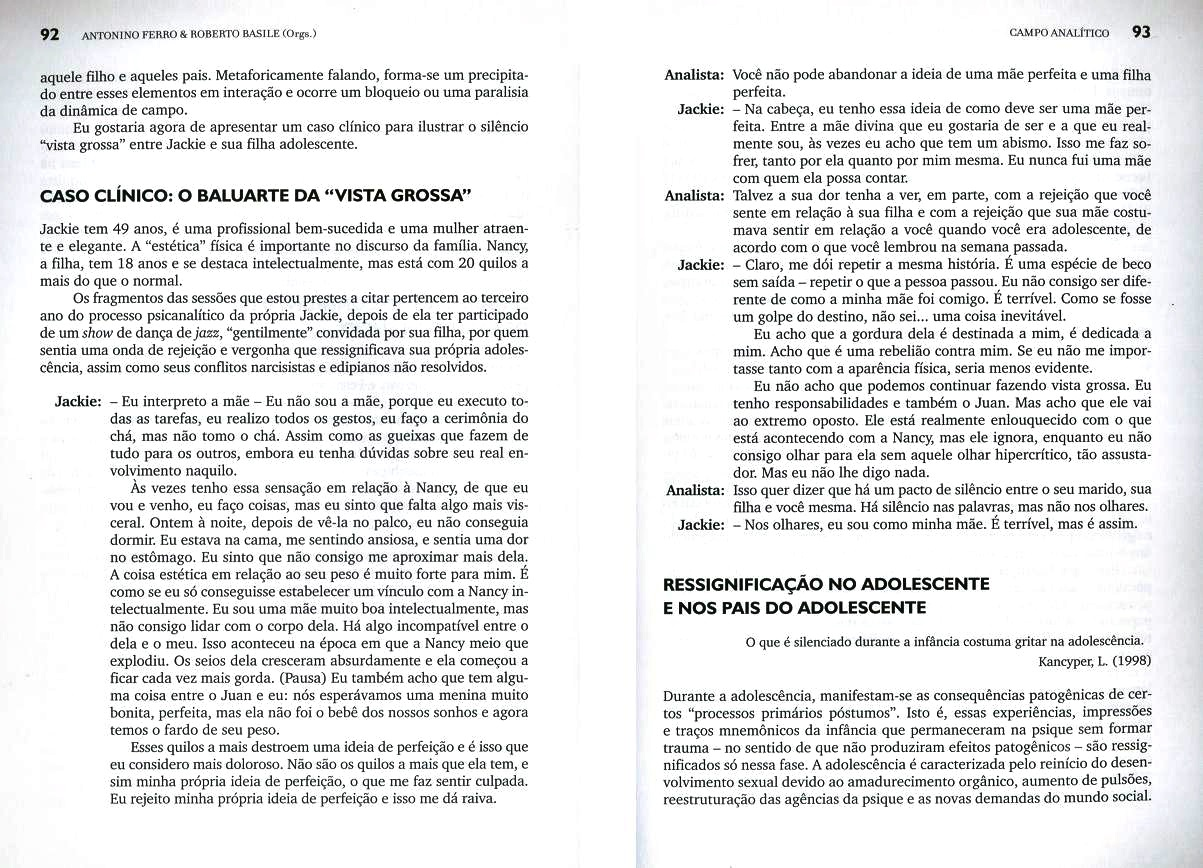 92 ANTONINO FERRO & ROBERTO BASILE (Orgs.)
aquele filho e aqueles pais. Metaforicamente falando, forma-se um precipita-
do entre esses elementos em interação e ocorre um bloqueio ou uma paralisia
da dinâmica de campo.
Eu gostaria agora de apresentar um caso clínico para ilustrar o silêncio
“vista grossa” entre Jackie e sua filha adolescente.
CASO CLÍNICO: O BALUARTE DA “VISTA GROSSA”
Jackie tem 49 anos, é uma profissional bem-sucedida e uma mulher atraen-
te e elegante. A “estética” física é importante no discurso da família. Nancy,
a filha, tem 18 anos e se destaca intelectualmente, mas está com 20 quilos a
mais do que o normal.
Os fragmentos das sessões que estou prestes a citar pertencem ao terceiro
ano do processo psicanalítico da própria Jackie, depois de ela ter participado
de um show de dança de jazz, “gentilmente” convidada por sua filha, por quem
sentia uma onda de rejeição e vergonha que ressignificava sua própria adoles-
cência, assim como seus conflitos narcisistas e edipianos não resolvidos.
Jackie: – Eu interpreto a mãe – Eu não sou a mãe, porque eu executo to-
das as tarefas, eu realizo todos os gestos, eu faço a cerimônia do
chá, mas não tomo o chá. Assim como as gueixas que fazem de
tudo para os outros, embora eu tenha dúvidas sobre seu real en-
volvimento naquilo.
Às vezes tenho essa sensação em relação à Nancy, de que eu
vou e venho, eu faço coisas, mas eu sinto que falta algo mais vis-
ceral. Ontem à noite, depois de vê-la no palco, eu não conseguia
dormir. Eu estava na cama, me sentindo ansiosa, e sentia uma dor
no estômago. Eu sinto que não consigo me aproximar mais dela.
A coisa estética em relação ao seu peso é muito forte para mim. É
como se eu só conseguisse estabelecer um vínculo com a Nancy in-
telectualmente. Eu sou uma mãe muito boa intelectualmente, mas
não consigo lidar com o corpo dela. Há algo incompatível entre o
dela e o meu. Isso aconteceu na época em que a Nancy meio que
explodiu. Os seios dela cresceram absurdamente e ela começou a
ficar cada vez mais gorda. (Pausa) Eu também acho que tem algu-
ma coisa entre o Juan e eu: nós esperávamos uma menina muito
bonita, perfeita, mas ela não foi o bebê dos nossos sonhos e agora
temos o fardo de seu peso.
Esses quilos a mais destroem uma ideia de perfeição e é isso que
eu considero mais doloroso. Não são os quilos a mais que ela tem, e
sim minha própria ideia de perfeição, o que me faz sentir culpada.
Eu rejeito minha própria ideia de perfeição e isso me dá raiva.
CAMPO ANALÍTICO 93
Analista: Você não pode abandonar a ideia de uma mãe perfeita e uma filha
perfeita.
Jackie: – Na cabeça, eu tenho essa ideia de como deve ser uma mãe per-
feita. Entre a mãe divina que eu gostaria de ser e a que eu real-
mente sou, às vezes eu acho que tem um abismo. Isso me faz so-
frer, tanto por ela quanto por mim mesma. Eu nunca fui uma mãe
com quem ela possa contar.
Analista: Talvez a sua dor tenha a ver, em parte, com a rejeição que você
sente em relação à sua filha e com a rejeição que sua mãe costu-
mava sentir em relação a você quando você era adolescente, de
acordo com o que você lembrou na semana passada.
Jackie: – Claro, me dói repetir a mesma história. É uma espécie de beco
sem saída – repetir o que a pessoa passou. Eu não consigo ser dife-
rente de como a minha mãe foi comigo. É terrível. Como se fosse
um golpe do destino, não sei... uma coisa inevitável.
Eu acho que a gordura dela é destinada a mim, é dedicada a
mim. Acho que é uma rebelião contra mim. Se eu não me impor-
tasse tanto com a aparência física, seria menos evidente.
Eu não acho que podemos continuar fazendo vista grossa. Eu
tenho responsabilidades e também o Juan. Mas acho que ele vai
ao extremo oposto. Ele está realmente enlouquecido com o que
está acontecendo com a Nancy, mas ele ignora, enquanto eu não
consigo olhar para ela sem aquele olhar hipercrítico, tão assusta-
dor. Mas eu não lhe digo nada.
Analista: Isso quer dizer que há um pacto de silêncio entre o seu marido, sua
filha e você mesma. Há silêncio nas palavras, mas não nos olhares.
Jackie: – Nos olhares, eu sou como minha mãe. É terrível, mas é assim.
RESSIGNIFICAÇÃO NO ADOLESCENTE
E NOS PAIS DO ADOLESCENTE
O que é silenciado durante a infância costuma gritar na adolescência.
Kancyper, L. (1998)
Durante a adolescência, manifestam-se as consequências patogênicas de cer-
tos “processos primários póstumos”. Isto é, essas experiências, impressões
e traços mnemônicos da infância que permaneceram na psique sem formar
trauma – no sentido de que não produziram efeitos patogênicos – são ressig-
nificados só nessa fase. A adolescência é caracterizada pelo reinício do desen-
volvimento sexual devido ao amadurecimento orgânico, aumento de pulsões,
reestruturação das agências da psique e as novas demandas do mundo social.